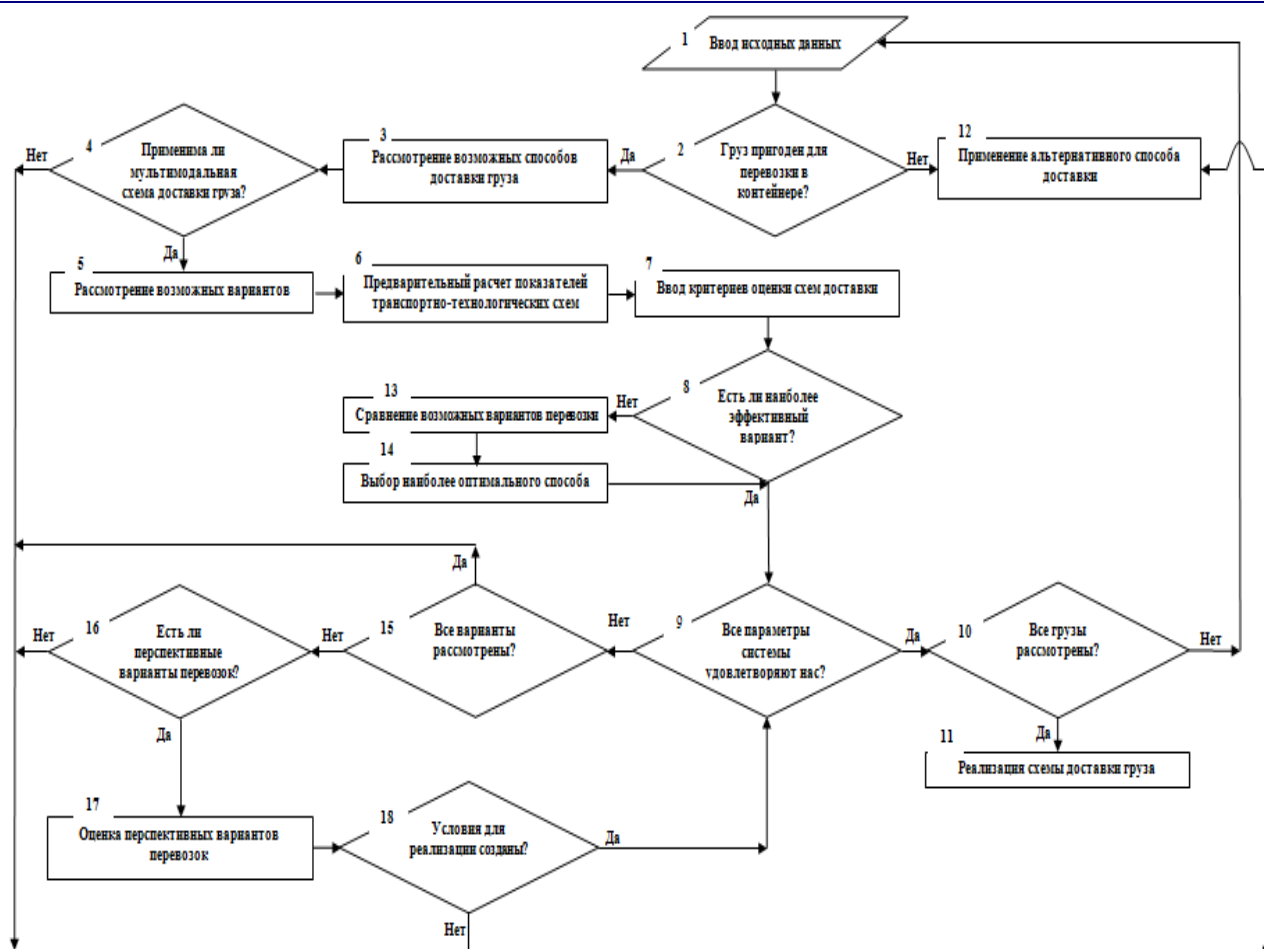 1
Ввод исходных данных
4
Применима ли
мультимодальная
схема доставки груза?
Нет
Да
3
Рассмотрение возможных способов
доставки груза
Да
2
Груз пригоден для
перевозки в
контейнере?
Нет
12
Применение альтернативного способа
доставки
5
Рассмотрение возможных вариантов
6
Предварительный расчет показателей
транспортно-технологических схем
7
Ввод критериев оценки схем доставки
8
Есть ли наиболее
эффективный
вариант?
Нет
Да
13
Сравнение возможных вариантов перевозки
14
Выбор наиболее оптимального способа
Да
16
Есть ли
перспективные
варианты перевозок?
Нет
Да
Нет
15
Все варианты
рассмотрены?
Нет
9
Все параметры
системы
удовлетворяют нас?
Да
10
Все грузы
рассмотрены?
Нет
Да
11
Реализация схемы доставки груза
17
Оценка перспективных вариантов
перевозок
18
Условия для
реализации созданы?
Да
Нет